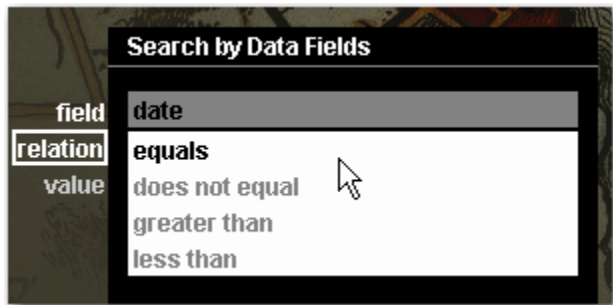 Search by Data Fields
field date
relation equals
value does not equal
greater than
less than